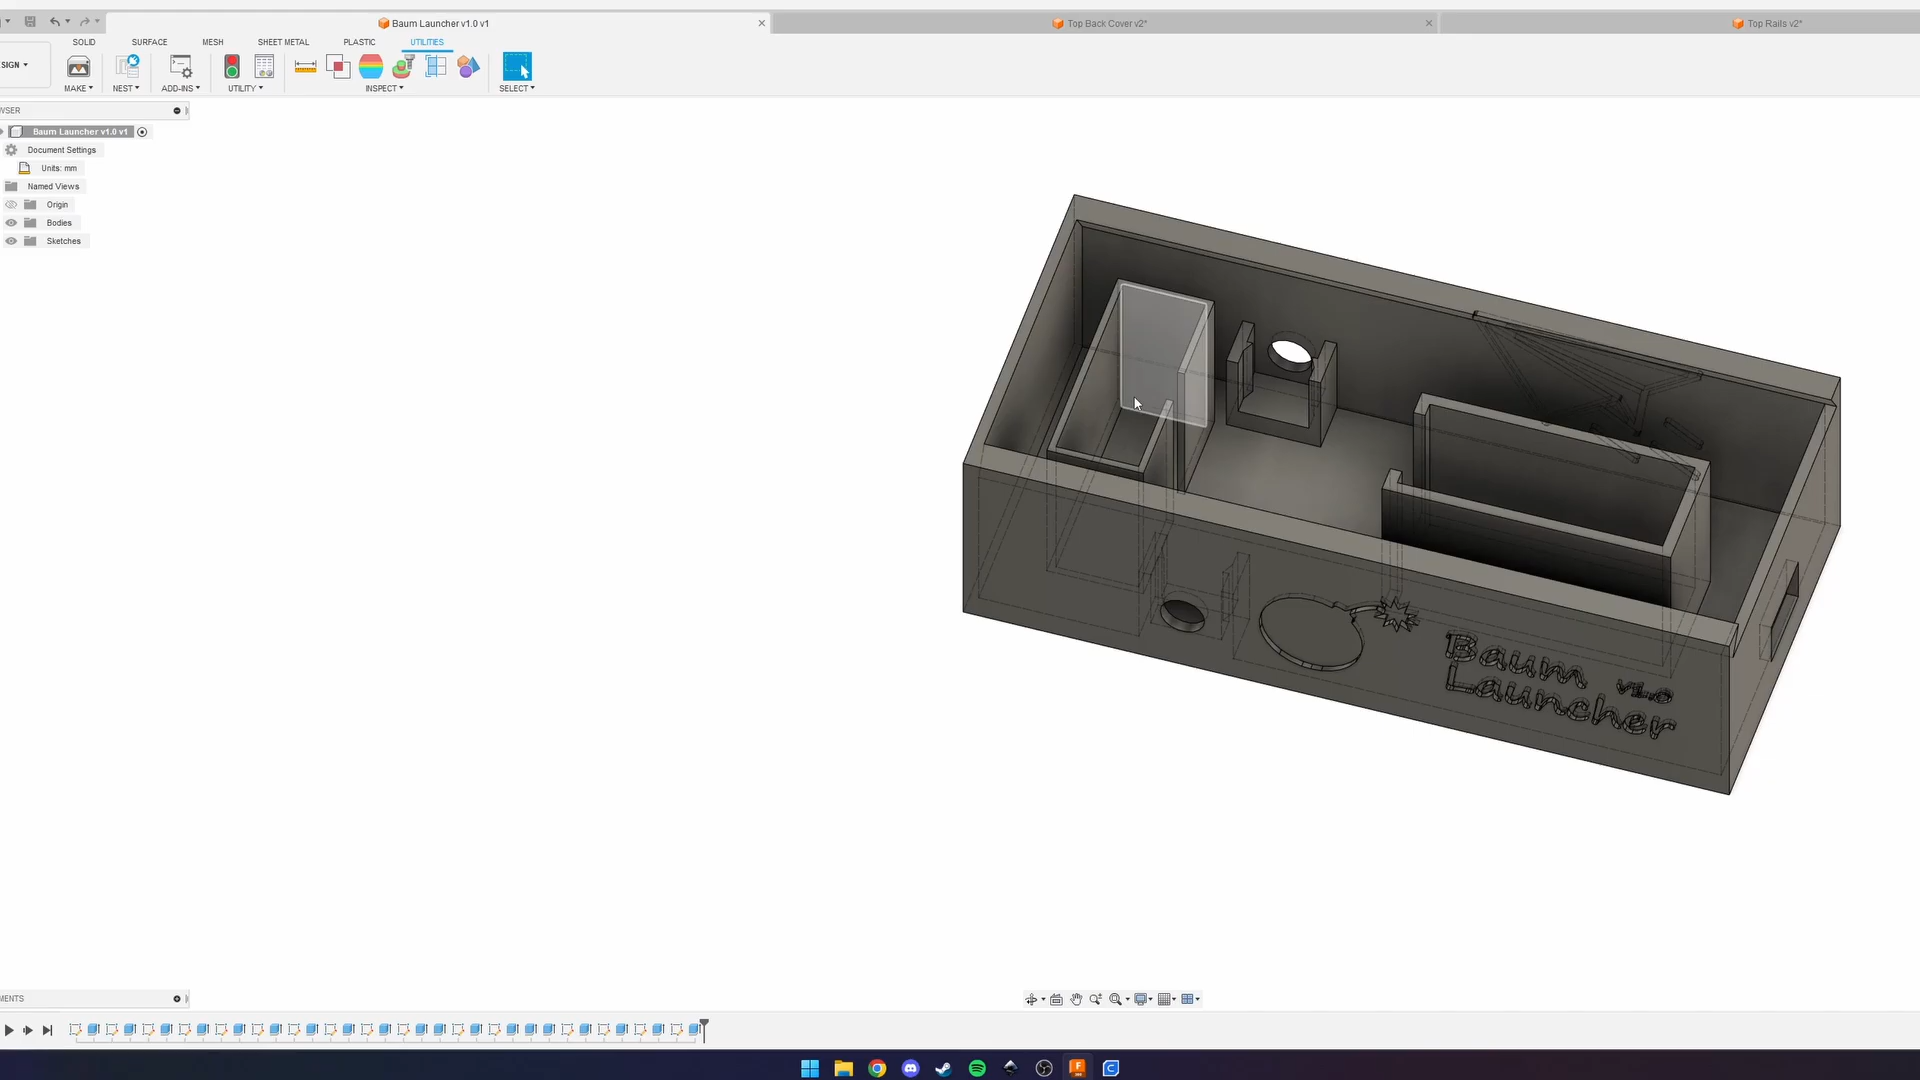 Baum Launcher v1.0 v1
Top Back Cover v2*
Top Rails v2*
SOLID
SURFACE
MESH
SHEET METAL
PLASTIC
UTILITIES
SIGN
MAKE
NEST
ADD-INS
UTILITY
INSPECT
SELECT
WSER
Baum Launcher v1.0 v1
Document Settings
Units: mm
Named Views
Origin
Bodies
Sketches
Baum v1.0
Launcher
MENTS